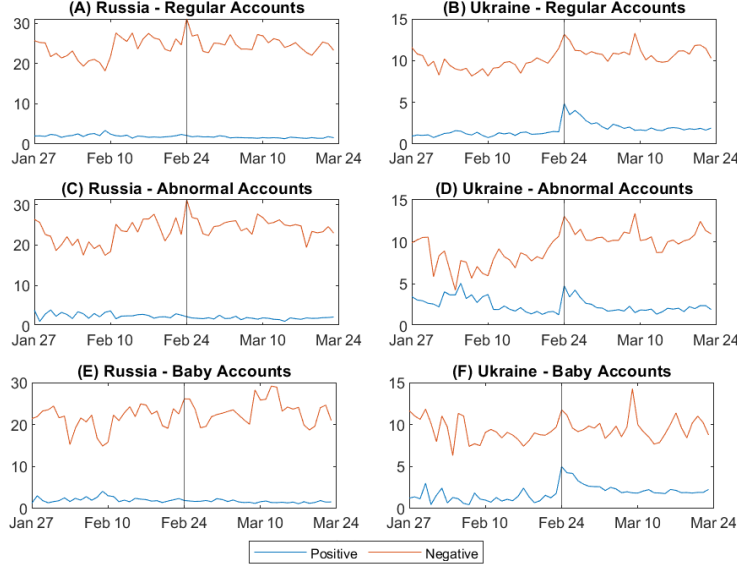 (A) Russia - Regular Accounts
30
20
10
0
Jan 27 Feb 10 Feb 24 Mar 10 Mar 24
(B) Ukraine - Regular Accounts
15
10
5
0
Jan 27 Feb 10 Feb 24 Mar 10 Mar 24
(C) Russia - Abnormal Accounts
30
20
10
0
Jan 27 Feb 10 Feb 24 Mar 10 Mar 24
(D) Ukraine - Abnormal Accounts
15
10
5
0
Jan 27 Feb 10 Feb 24 Mar 10 Mar 24
(E) Russia - Baby Accounts
30
20
10
0
Jan 27 Feb 10 Feb 24 Mar 10 Mar 24
(F) Ukraine - Baby Accounts
15
10
5
0
Jan 27 Feb 10 Feb 24 Mar 10 Mar 24
Positive Negative